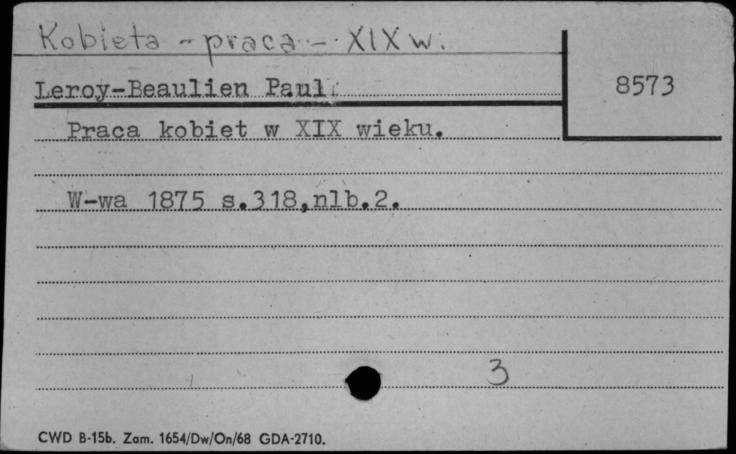 Kobieta - praca - XIX w.
8573
Leroy-Beaulien Paul.
Praca kobiet w XIX wieku.
W-wa 1875 s.318,nlb.2.
3
CWD B-15b. Zam. 1654/Dw/On/68 GDA-2710.